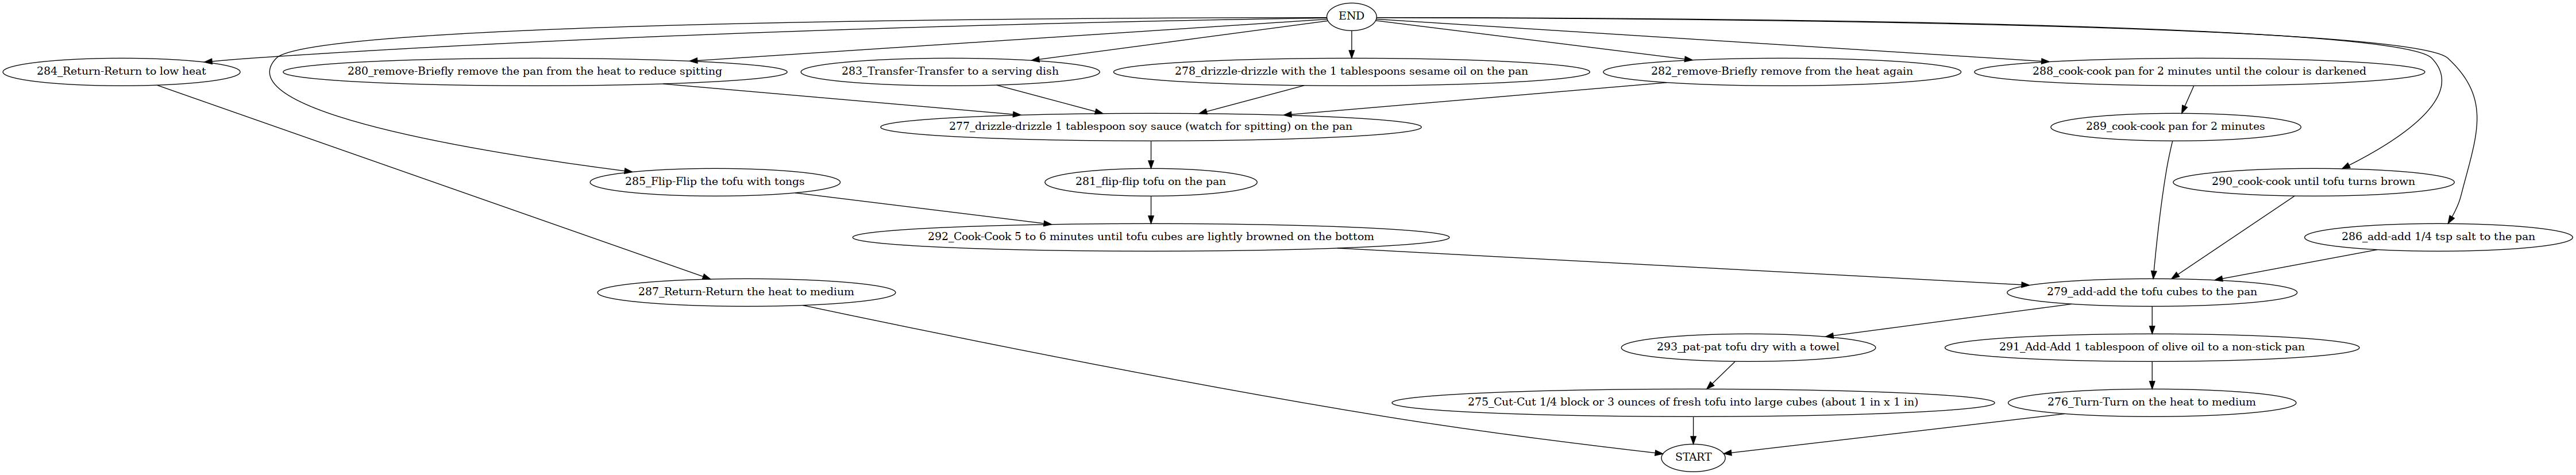 END
284_Return-Return to low heat
280_remove-Briefly remove the pan from the heat to reduce spitting
283_Transfer-Transfer to a serving dish
278_drizzle-drizzle with the 1 tablespoons sesame oil on the pan
282_remove-Briefly remove from the heat again
288_cook-cook pan for 2 minutes until the colour is darkened
277_drizzle-drizzle 1 tablespoon soy sauce (watch for spitting) on the pan
289_cook-cook pan for 2 minutes
285_Flip-Flip the tofu with tongs
281_flip-flip tofu on the pan
290_cook-cook until tofu turns brown
292_Cook-Cook 5 to 6 minutes until tofu cubes are lightly browned on the bottom
286_add-add 1/4 tsp salt to the pan
287_Return-Return the heat to medium
279_add-add the tofu cubes to the pan
293_pat-pat tofu dry with a towel
291_Add-Add 1 tablespoon of olive oil to a non-stick pan
275_Cut-Cut 1/4 block or 3 ounces of fresh tofu into large cubes (about 1 in x 1 in)
276_Turn-Turn on the heat to medium
START